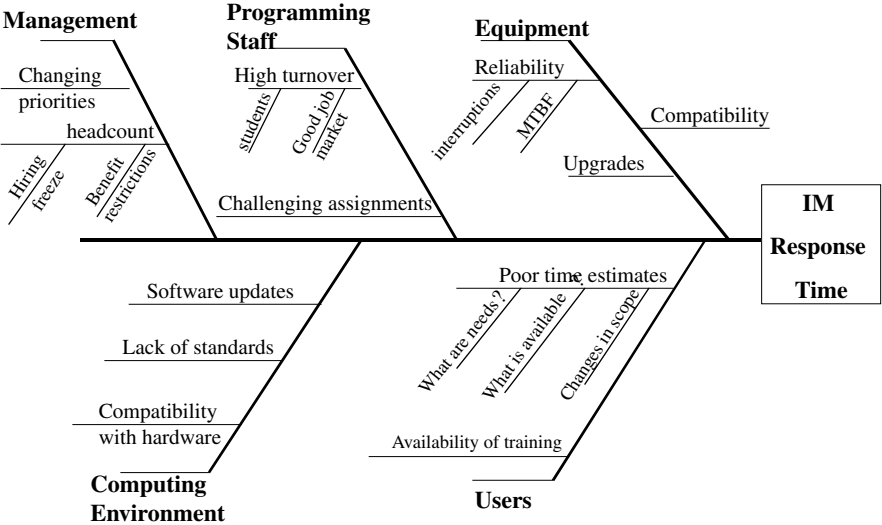 Management
Changing
priorities
headcount
Hiring
freeze
Benefit
restrictions
Programming
Staff
High turnover
students
Good job
market
Challenging assignments
Equipment
Reliability
interruptions
MTBF
Compatibility
Upgrades
IM
Response
Time
Software updates
Lack of standards
Compatibility
with hardware
Computing
Environment
Poor time estimates
What are needs?
What is available ?
Changes in scope
Availability of training
Users